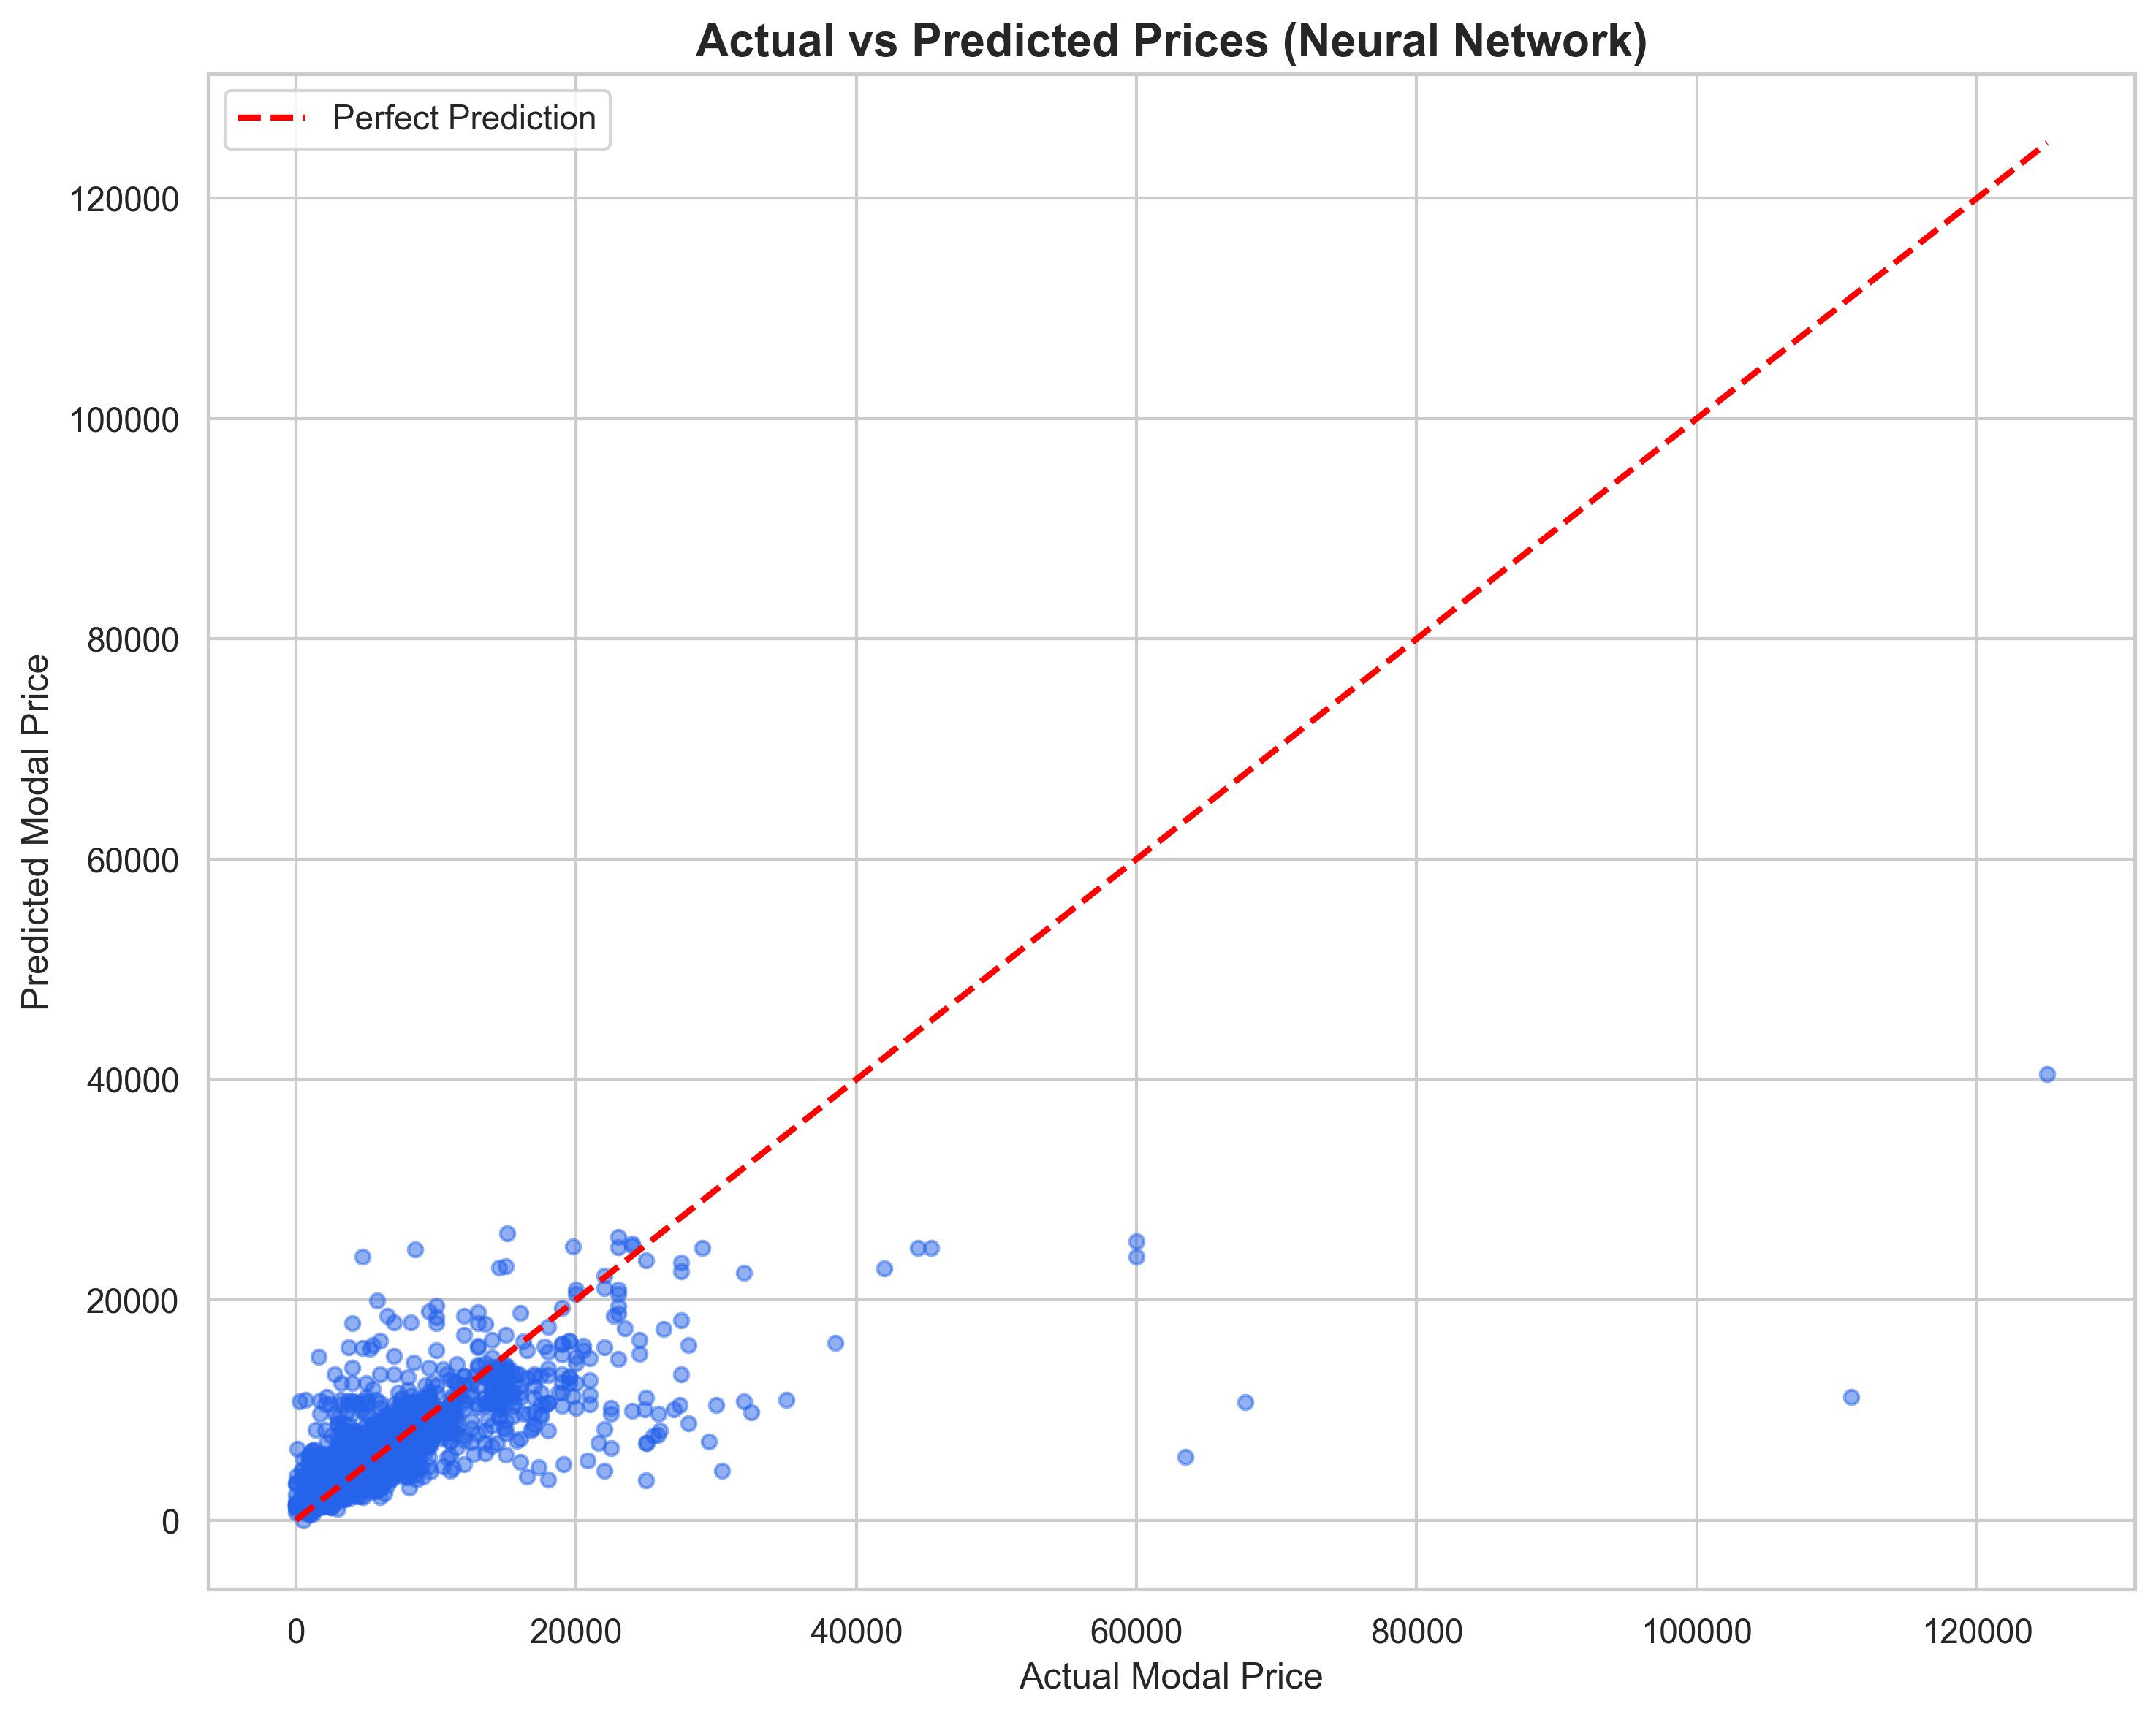 Actual vs Predicted Prices (Neural Network)
Perfect Prediction
120000
100000
80000
60000
40000
20000
0
Predicted Modal Price
0 20000 40000 60000 80000 100000 120000
Actual Modal Price